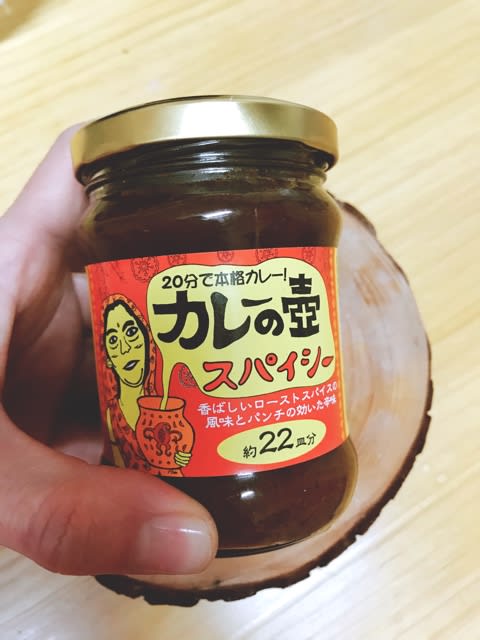 20分で本格カレー!
カレーの壺
スパイシー
香ばしいローストスパイスの
風味とパンチの効いた辛味
約22皿分